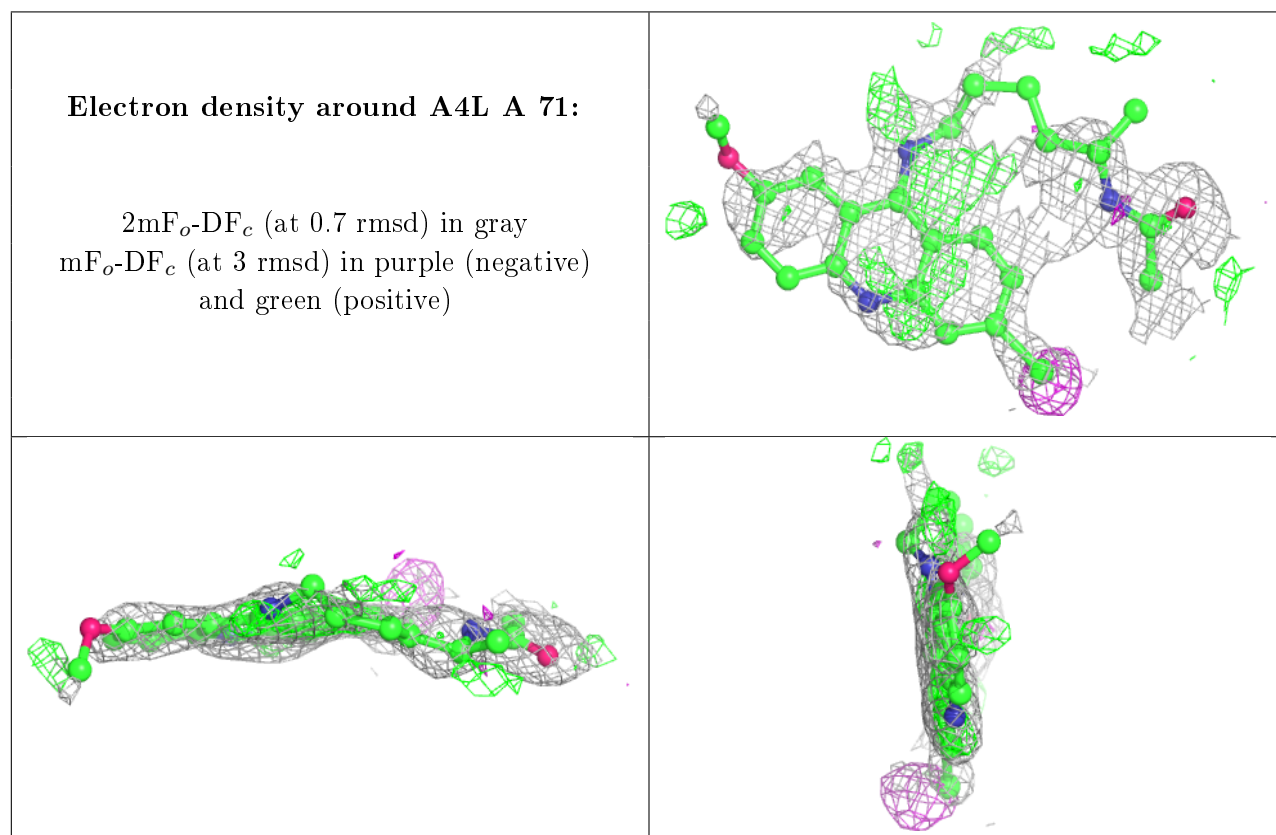 Electron density around A4L A 71:
2mFo-DFc (at 0.7 rmsd) in gray
mFo-DFc (at 3 rmsd) in purple (negative)
and green (positive)